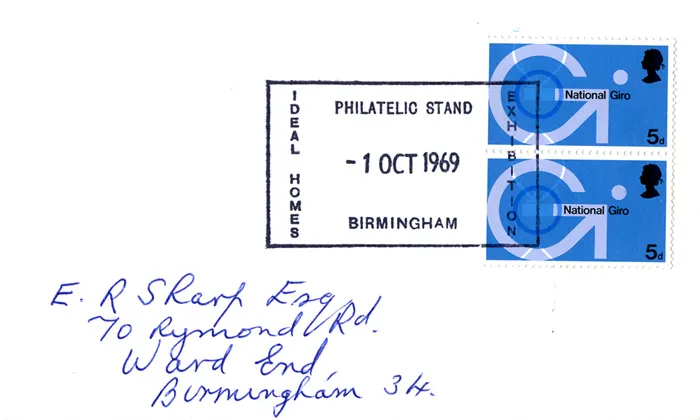 IDEAL HOMES
EXHIBITION
PHILATELIC STAND
-1 OCT 1969
BIRMINGHAM
National Giro
5d
National Giro
5d
E. R Sharp Esq
70 Rymond Rd.
Ward End
Birmingham 34.